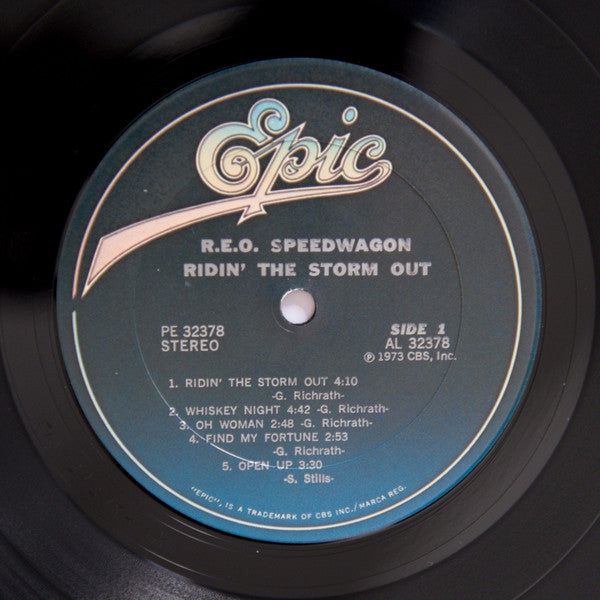 Epic
R.E.O. SPEEDWAGON
RIDIN' THE STORM OUT
PE 32378
STEREO
SIDE 1
AL 32378
℗ 1973 CBS, Inc.
1. RIDIN' THE STORM OUT 4:10
-G. Richrath-
2. WHISKEY NIGHT 4:42 -G. Richrath-
3. OH WOMAN 2:48 -G. Richrath-
4. FIND MY FORTUNE 2:53
-G. Richrath-
5. OPEN UP 3:30
-S. Stills-
"EPIC", IS A TRADEMARK OF CBS INC./MARCA REG.